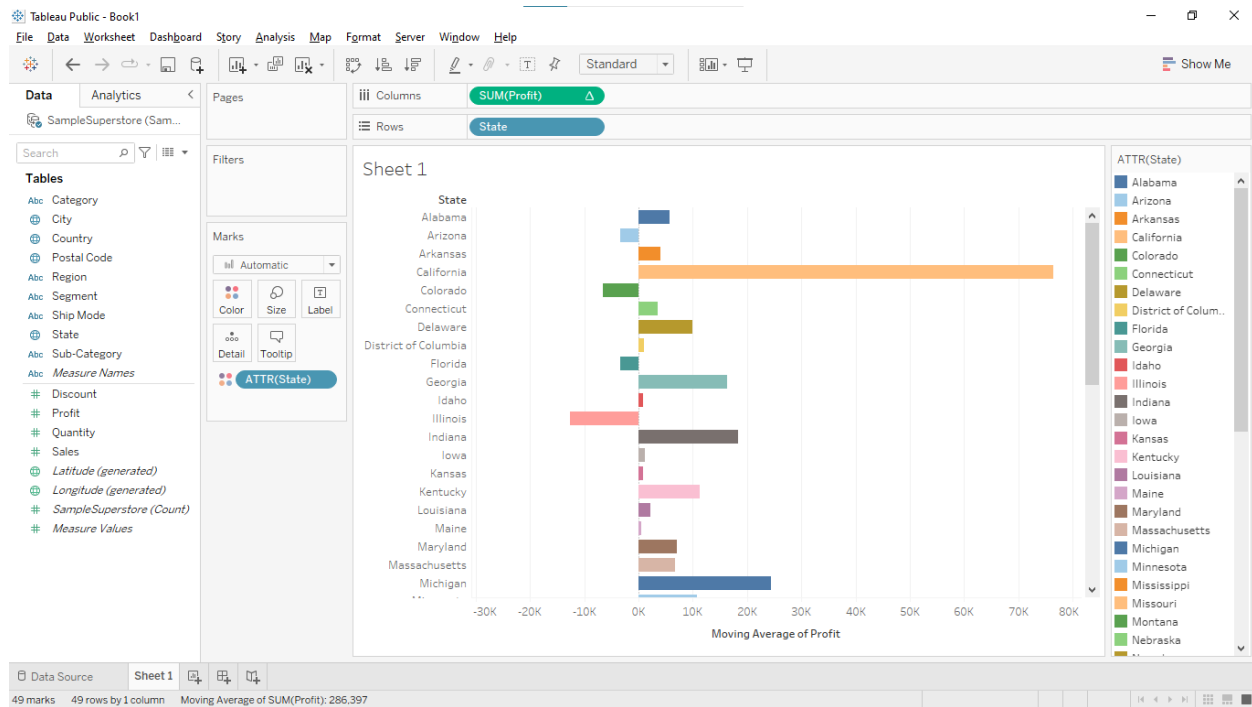 Tableau Public - Book1
File Data Worksheet Dashboard Story Analysis Map Format Server Window Help
Standard
Show Me
Data Analytics
SampleSuperstore (Sam...
Search
Tables
Abc Category
City
Country
Postal Code
Abc Region
Abc Segment
Abc Ship Mode
State
Abc Sub-Category
Abc Measure Names
# Discount
# Profit
# Quantity
# Sales
Latitude (generated)
Longitude (generated)
# SampleSuperstore (Count)
# Measure Values
Pages
Filters
Marks
Automatic
Color Size Label
Detail Tooltip
ATTR(State)
Columns SUM(Profit) Δ
Rows State
Sheet 1
State
Alabama
Arizona
Arkansas
California
Colorado
Connecticut
Delaware
District of Columbia
Florida
Georgia
Idaho
Illinois
Indiana
Iowa
Kansas
Kentucky
Louisiana
Maine
Maryland
Massachusetts
Michigan
-30K -20K -10K 0K 10K 20K 30K 40K 50K 60K 70K 80K
Moving Average of Profit
ATTR(State)
Alabama
Arizona
Arkansas
California
Colorado
Connecticut
Delaware
District of Colum..
Florida
Georgia
Idaho
Illinois
Indiana
Iowa
Kansas
Kentucky
Louisiana
Maine
Maryland
Massachusetts
Michigan
Minnesota
Mississippi
Missouri
Montana
Nebraska
Data Source Sheet 1
49 marks 49 rows by 1 column Moving Average of SUM(Profit): 286,397